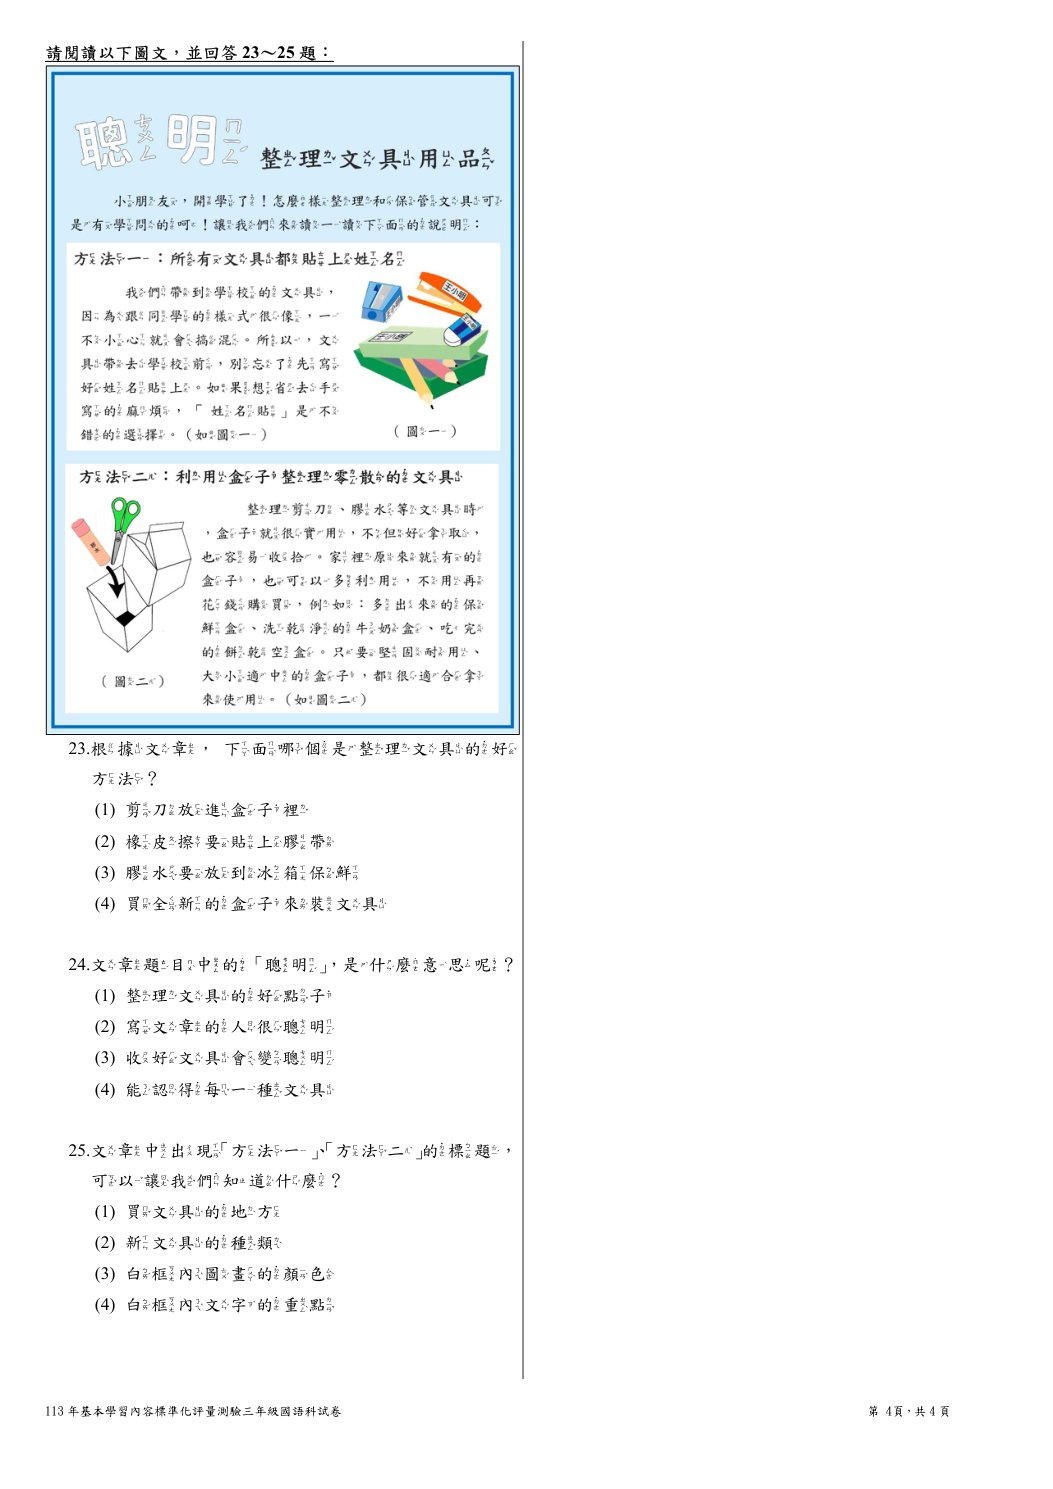 請閱讀以下圖文，並回答 23～25 題：
聰明 整理文具用品
小朋友，開學了！怎麼樣整理和保管文具可
是有學問的呵！讓我們來讀一讀下面的說明：
方法一：所有文具都貼上姓名
我們帶到學校的文具，
因為跟同學的樣式很像，一
不小心就會搞混。所以，文
具帶去學校前，別忘了先寫
好姓名貼上。如果想省去手
寫的麻煩，「姓名貼」是不
錯的選擇。（如圖一）
王小明
王小明
王小明
王小明
（圖一）
方法二：利用盒子整理零散的文具
整理剪刀、膠水等文具時
，盒子就很實用，不但好拿取，
也容易收拾。家裡原來就有的
盒子，也可以多利用，不用再
花錢購買，例如：多出來的保
鮮盒、洗乾淨的牛奶盒、吃完
的餅乾空盒。只要堅固耐用、
大小適中的盒子，都很適合拿
來使用。（如圖二）
膠水
（圖二）
23.根據文章， 下面哪個是整理文具的好
方法？
(1) 剪刀放進盒子裡
(2) 橡皮擦要貼上膠帶
(3) 膠水要放到冰箱保鮮
(4) 買全新的盒子來裝文具
24.文章題目中的「聰明」，是什麼意思呢？
(1) 整理文具的好點子
(2) 寫文章的人很聰明
(3) 收好文具會變聰明
(4) 能認得每一種文具
25.文章中出現「方法一」、「方法二」的標題，
可以讓我們知道什麼？
(1) 買文具的地方
(2) 新文具的種類
(3) 白框內圖畫的顏色
(4) 白框內文字的重點
113 年基本學習內容標準化評量測驗三年級國語科試卷
第 4頁，共 4 頁